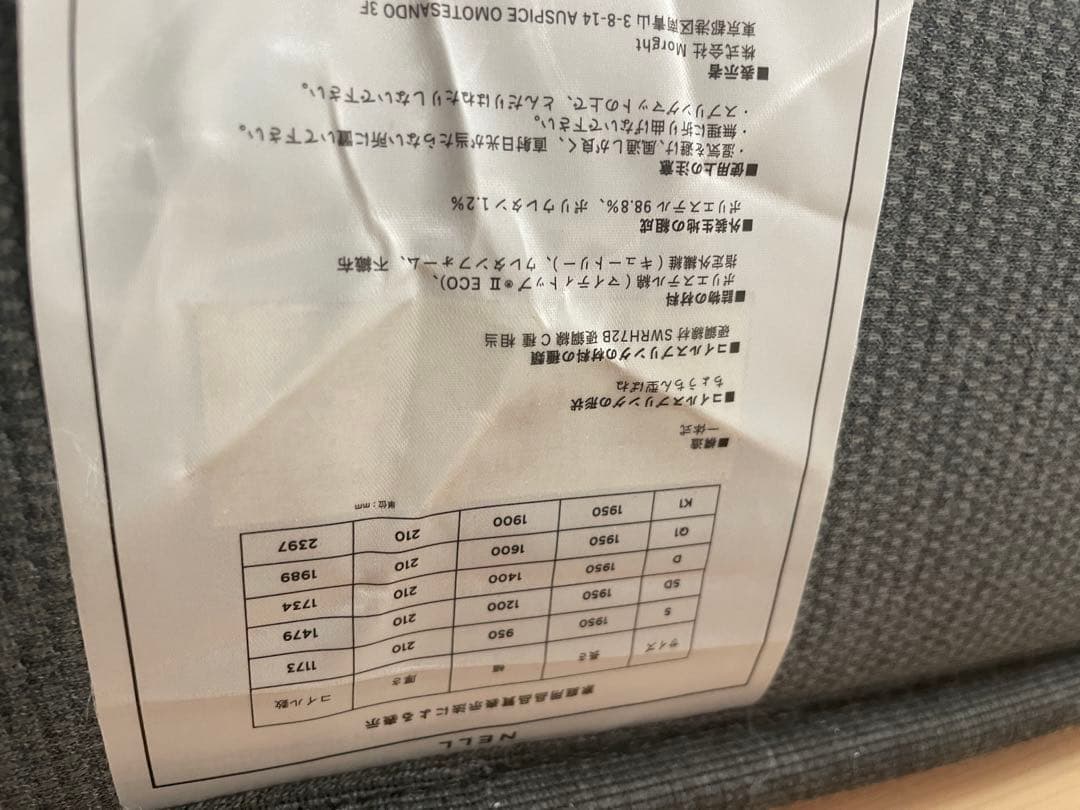 NELL
家庭用品品質表示法による表示
サイズ 長さ 幅 厚さ コイル数
S 1950 950 210 1173
SD 1950 1200 210 1479
D 1950 1400 210 1734
Q1 1950 1600 210 1989
K1 1950 1900 210 2397
単位：mm
■構造
一体式
■コイルスプリングの形状
ちょうちん型ばね
■コイルスプリングの材料の種類
硬鋼線材 SWRH72B 硬鋼線 C 種 相当
■詰物の材料
ポリエステル綿（マイティトップ®Ⅱ ECO）、
指定外繊維（キュートリー）、ウレタンフォーム、不織布
■外装生地の組成
ポリエステル 98.8%、ポリウレタン 1.2%
■使用上の注意
・湿気を避け、風通しが良く、直射日光が当たらない所に置いて下さい。
・無理に折り曲げないで下さい。
・スプリングマットの上で、とんだりはねたりしないで下さい。
■表示者
株式会社 Morght
東京都港区南青山 3-8-14 AUSPICE OMOTESANDO 3F